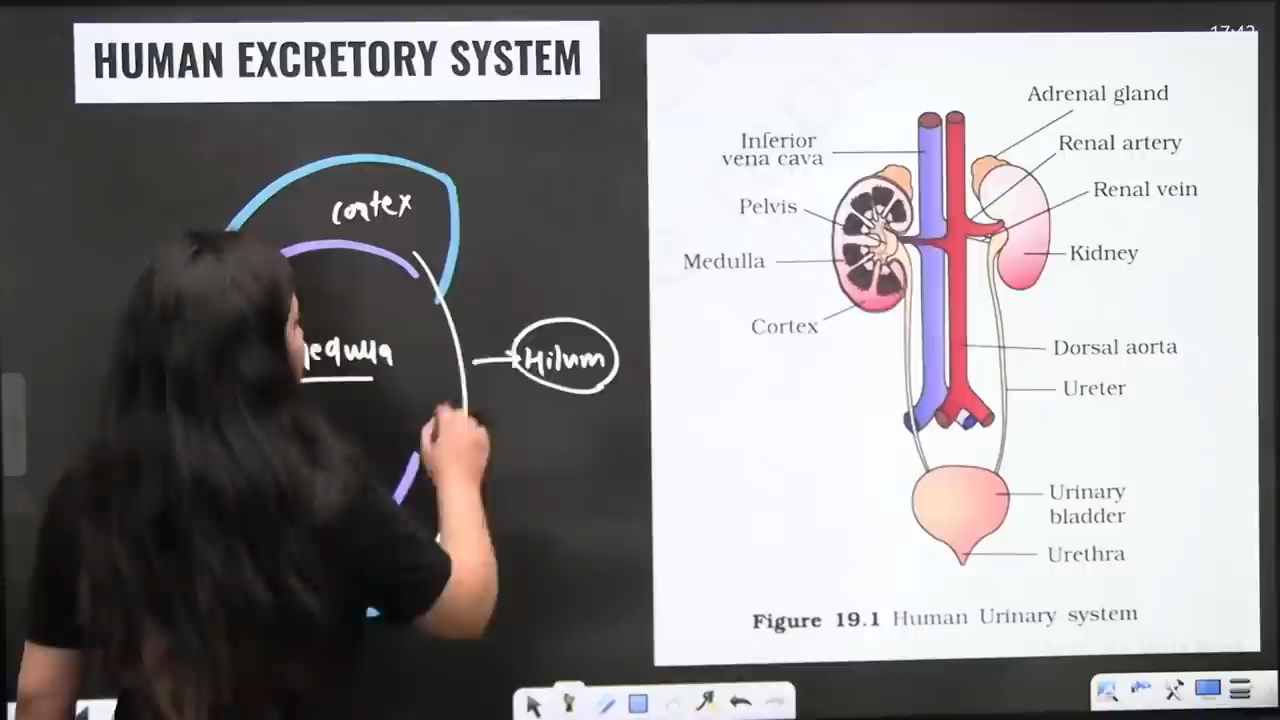 HUMAN EXCRETORY SYSTEM
cortex
Hilum
Adrenal gland
Inferior
vena cava
Renal artery
Renal vein
Pelvis
Medulla
Kidney
Cortex
Dorsal aorta
Ureter
Urinary
bladder
Urethra
Figure 19.1 Human Urinary system